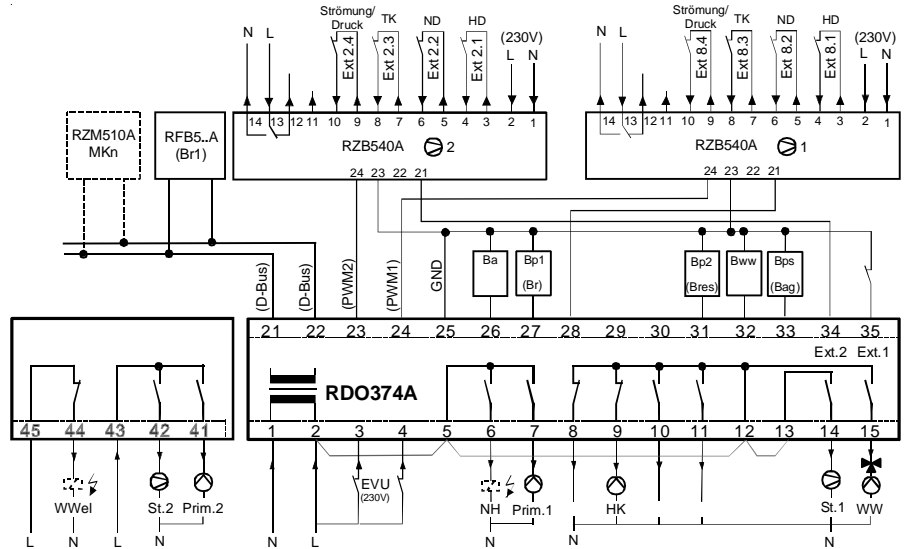 Strömung/
Druck TK ND HD
N L Ext 2.4 Ext 2.3 Ext 2.2 Ext 2.1 (230V)
L N
14 13 12 11 10 9 8 7 6 5 4 3 2 1
RZB540A 2
24 23 22 21
Strömung/
Druck TK ND HD
N L Ext 8.4 Ext 8.3 Ext 8.2 Ext 8.1 (230V)
L N
14 13 12 11 10 9 8 7 6 5 4 3 2 1
RZB540A 1
24 23 22 21
RZM510A
MKn
RFB5..A
(Br1)
(D-Bus) (D-Bus) (PWM2) (PWM1) GND
Ba
Bp1
(Br)
Bp2
(Bres)
Bww
Bps
(Bag)
21 22 23 24 25 26 27 28 29 30 31 32 33 34 35
Ext.2 Ext.1
RDO374A
45 44 43 42 41
1 2 3 4 5 6 7 8 9 10 11 12 13 14 15
EVU
(230V)
WWel St.2 Prim.2
NH Prim.1 HK St.1 WW
L N L N N L N N N